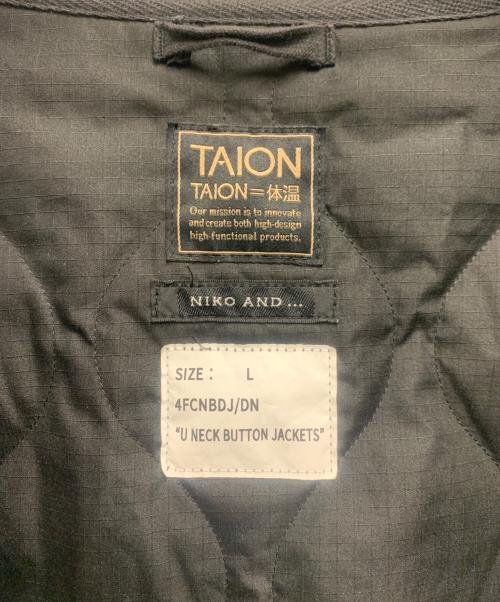 TAION
TAION=体温
Our mission is to innovate
and create both high-design
high-functional products.
NIKO AND ...
SIZE : L
4FCNBDJ/DN
"U NECK BUTTON JACKETS"